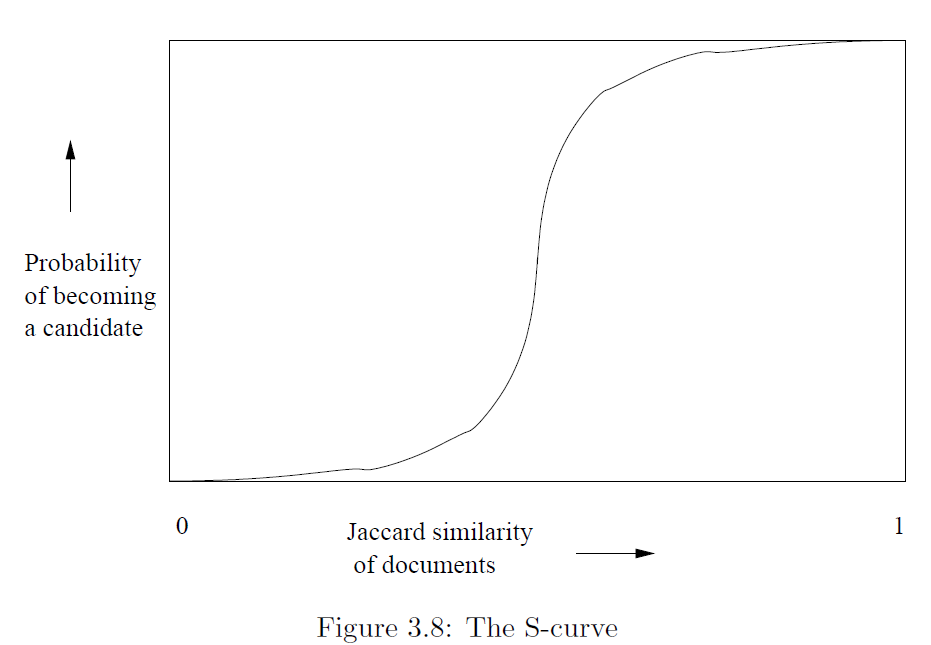 Probability
of becoming
a candidate
0
Jaccard similarity
of documents
1
Figure 3.8: The S-curve